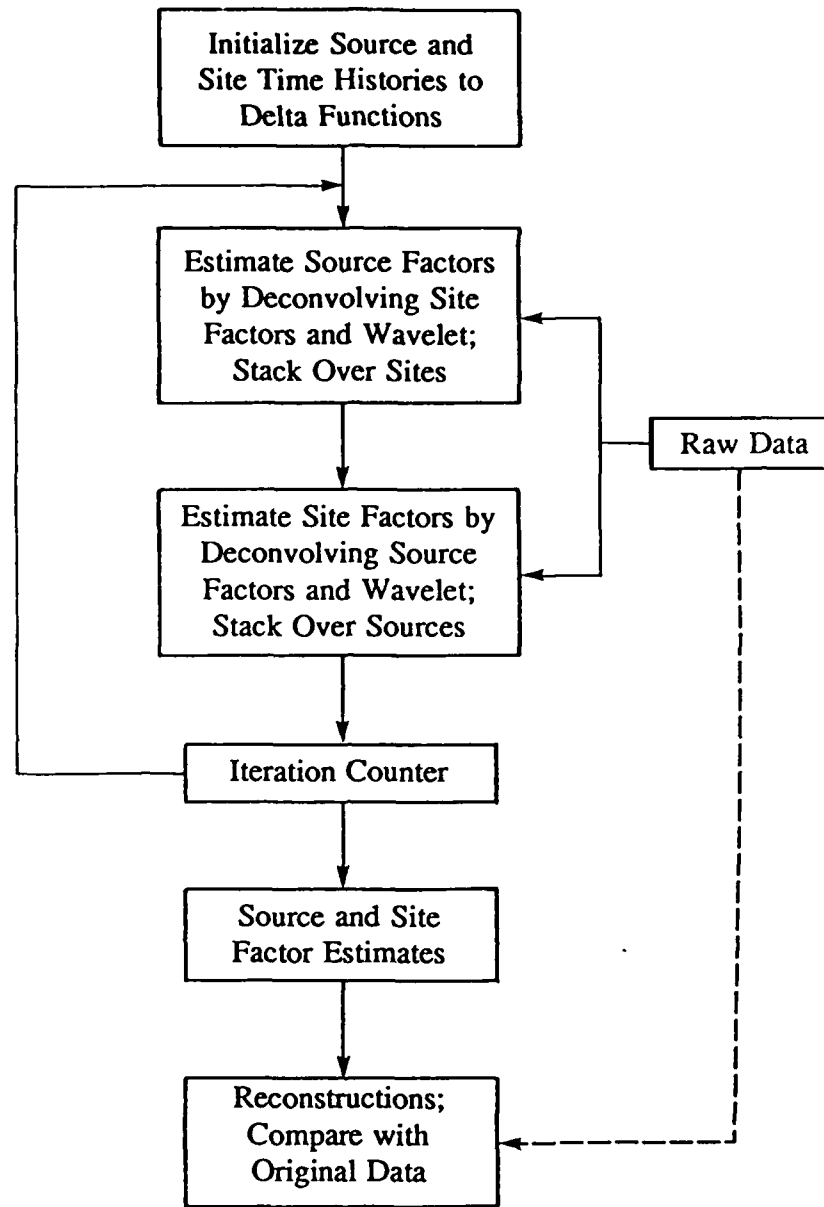 Initialize Source and
Site Time Histories to
Delta Functions
Estimate Source Factors
by Deconvolving Site
Factors and Wavelet;
Stack Over Sites
Raw Data
Estimate Site Factors by
Deconvolving Source
Factors and Wavelet;
Stack Over Sources
Iteration Counter
Source and Site
Factor Estimates
Reconstructions;
Compare with
Original Data